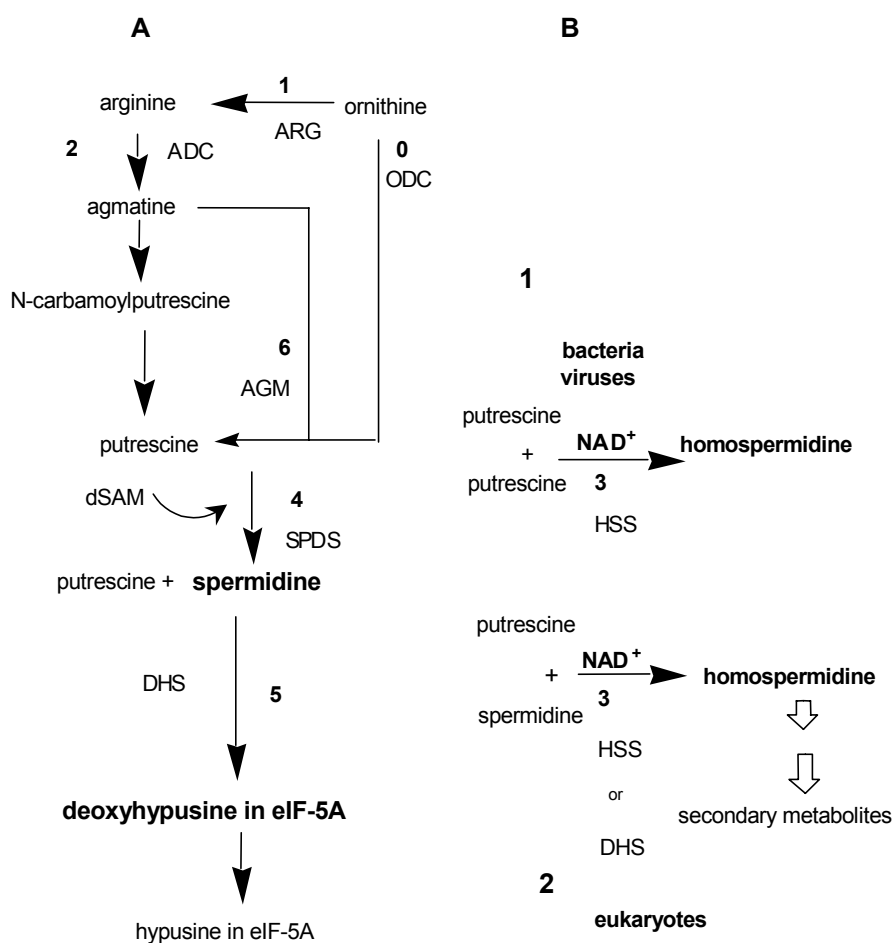 A
1
arginine
ornithine
ARG
2
ADC
0
ODC
agmatine
N-carbamoylputrescine
6
AGM
putrescine
dSAM
4
SPDS
putrescine + spermidine
DHS
5
deoxyhypusine in eIF-5A
hypusine in eIF-5A
B
1
bacteria
viruses
putrescine
+
putrescine
NAD+
3
HSS
homospermidine
putrescine
+
spermidine
NAD+
3
HSS
or
DHS
homospermidine
secondary metabolites
2
eukaryotes